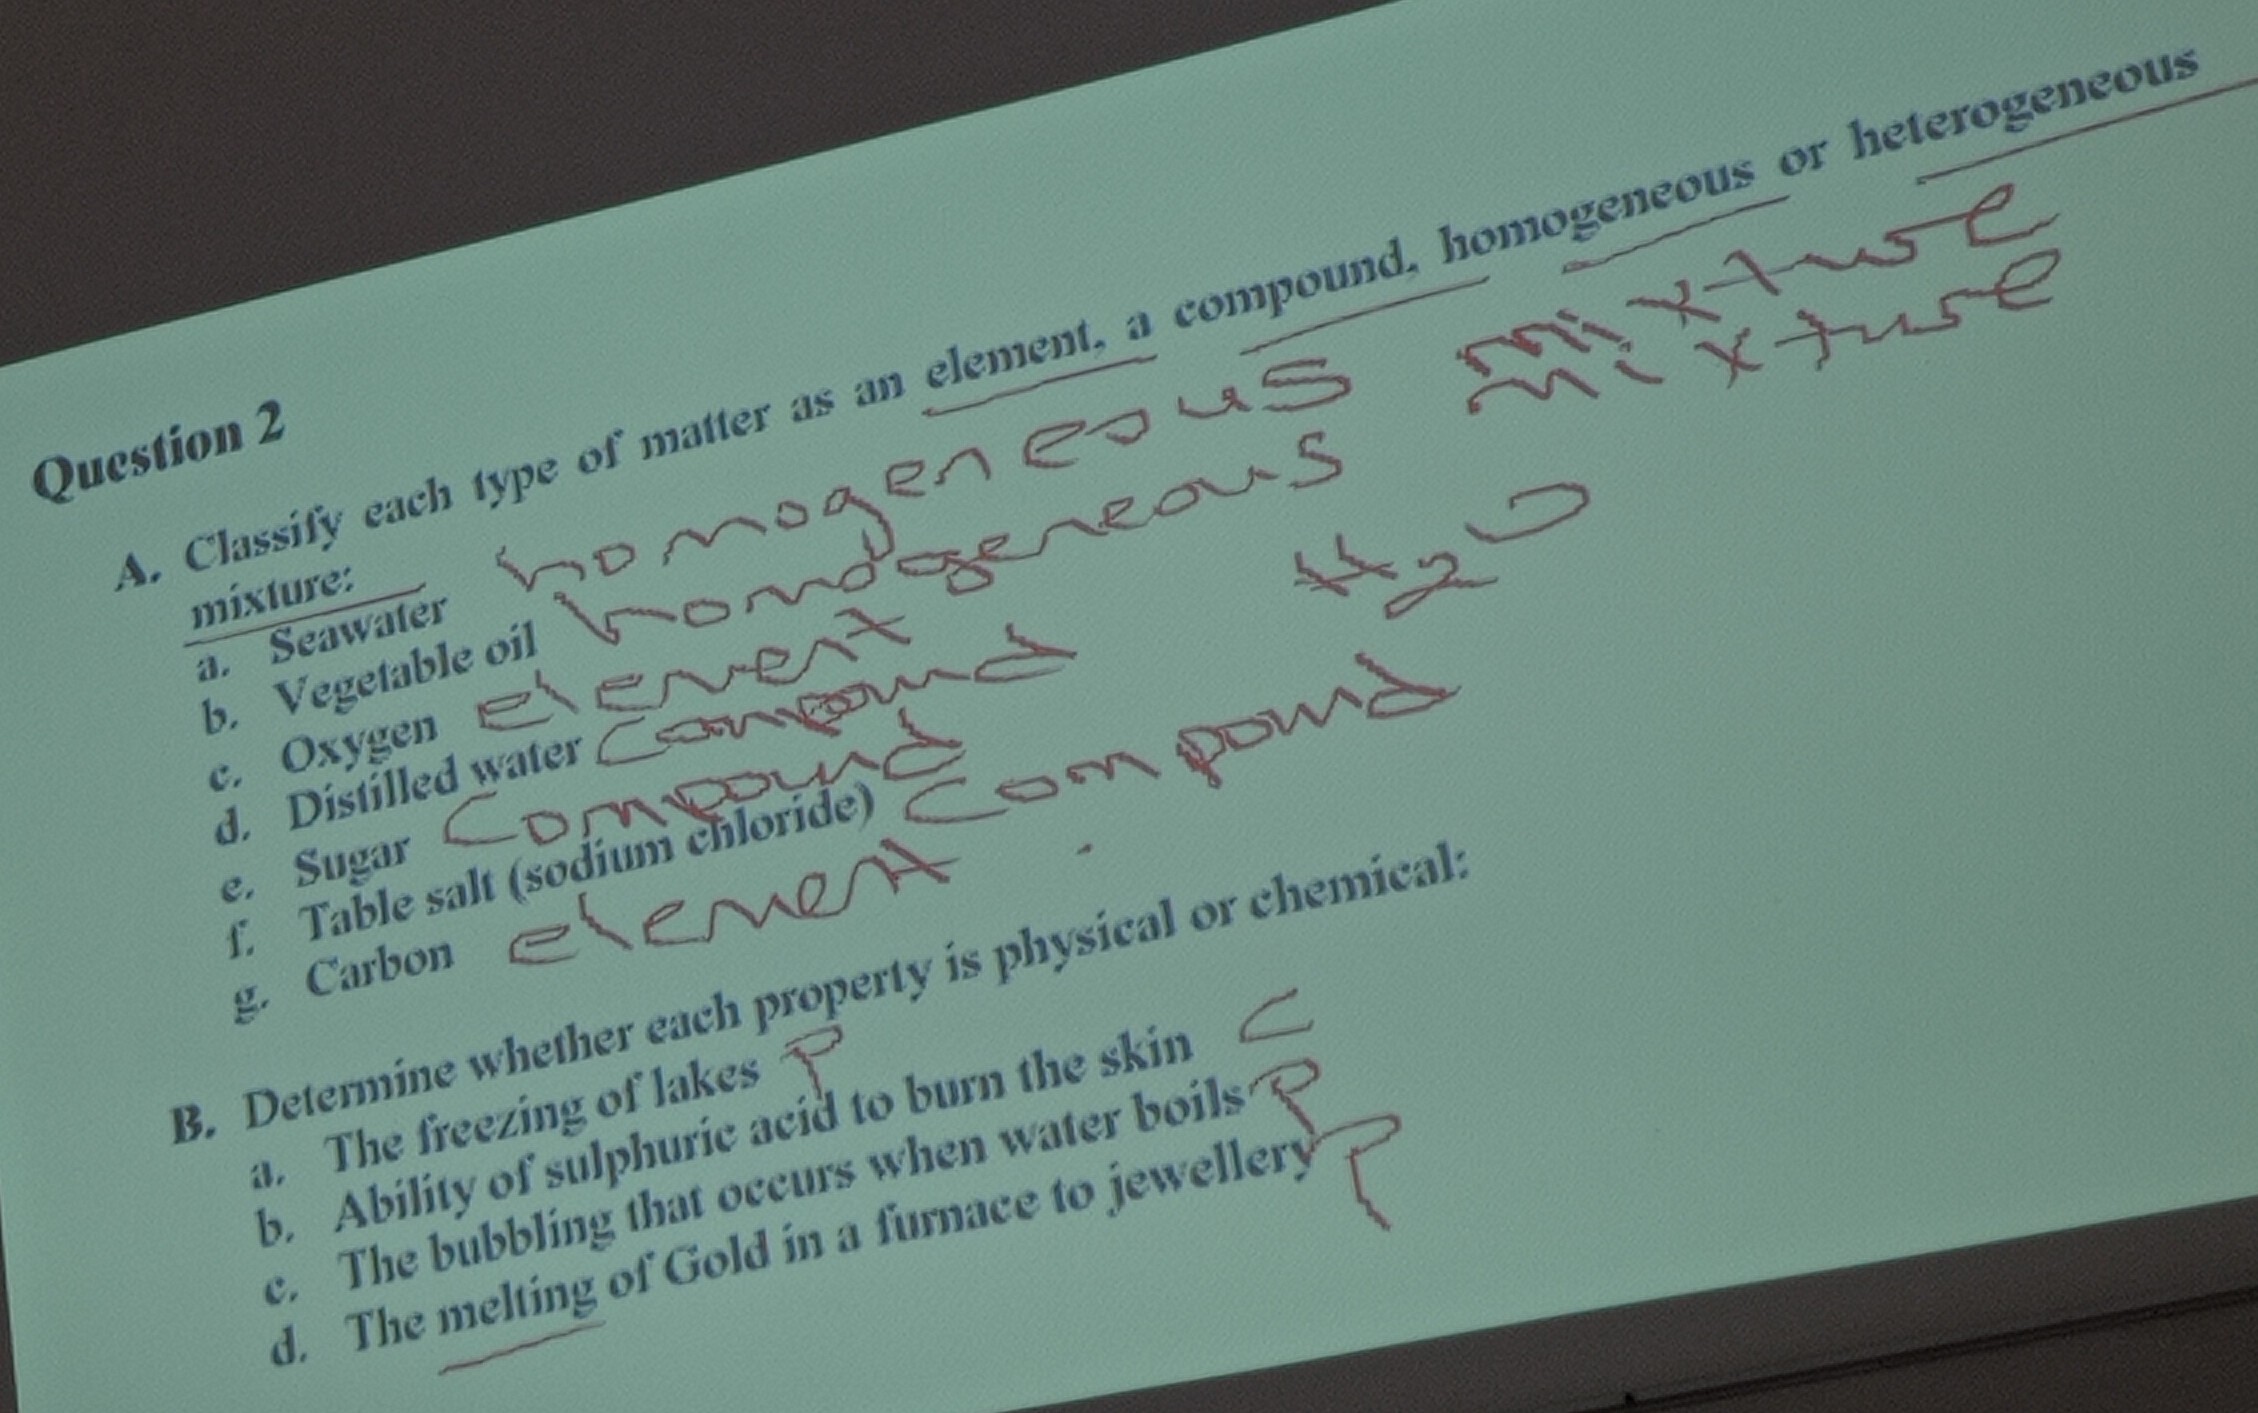 Question 2
A. Classify each type of matter as an element, a compound, homogeneous or heterogeneous
mixture:
a. Seawater homogeneous mixture
b. Vegetable oil homogeneous mixture
c. Oxygen element
d. Distilled water compound H2O
e. Sugar compound
f. Table salt (sodium chloride) compound
g. Carbon element
B. Determine whether each property is physical or chemical:
a. The freezing of lakes P
b. Ability of sulphuric acid to burn the skin C
c. The bubbling that occurs when water boils P
d. The melting of Gold in a furnace to jewellery P